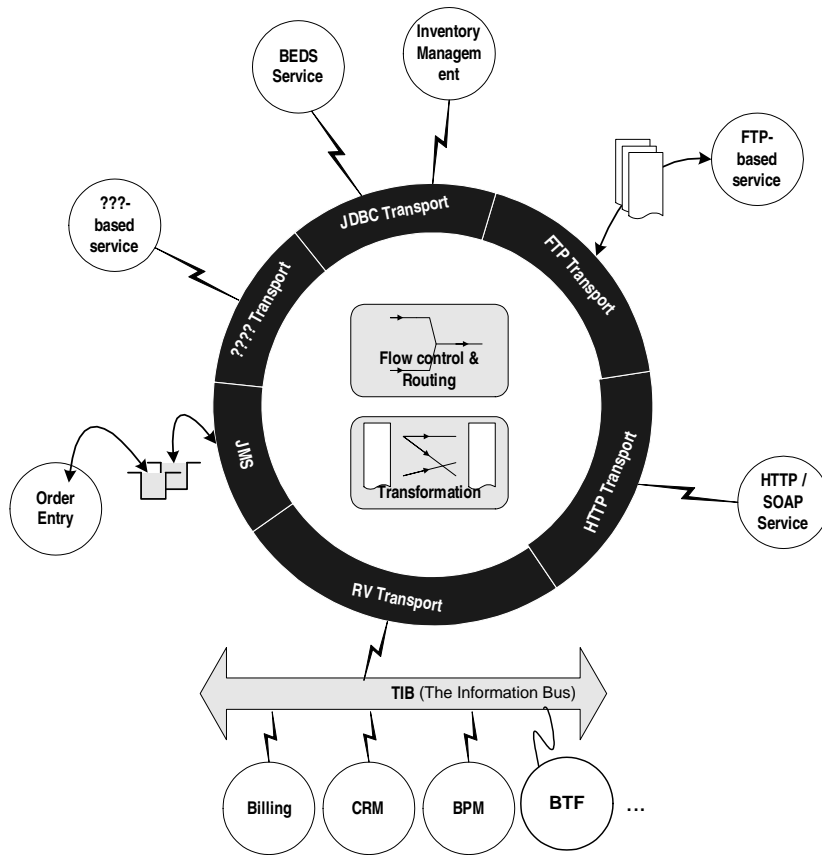 Inventory
Managem
ent
BEDS
Service
FTP-
based
service
???-
based
service
JDBC Transport
FTP Transport
???? Transport
Flow control &
Routing
JMS
HTTP Transport
Transformation
Order
Entry
HTTP /
SOAP
Service
RV Transport
TIB (The Information Bus)
Billing
CRM
BPM
BTF
...